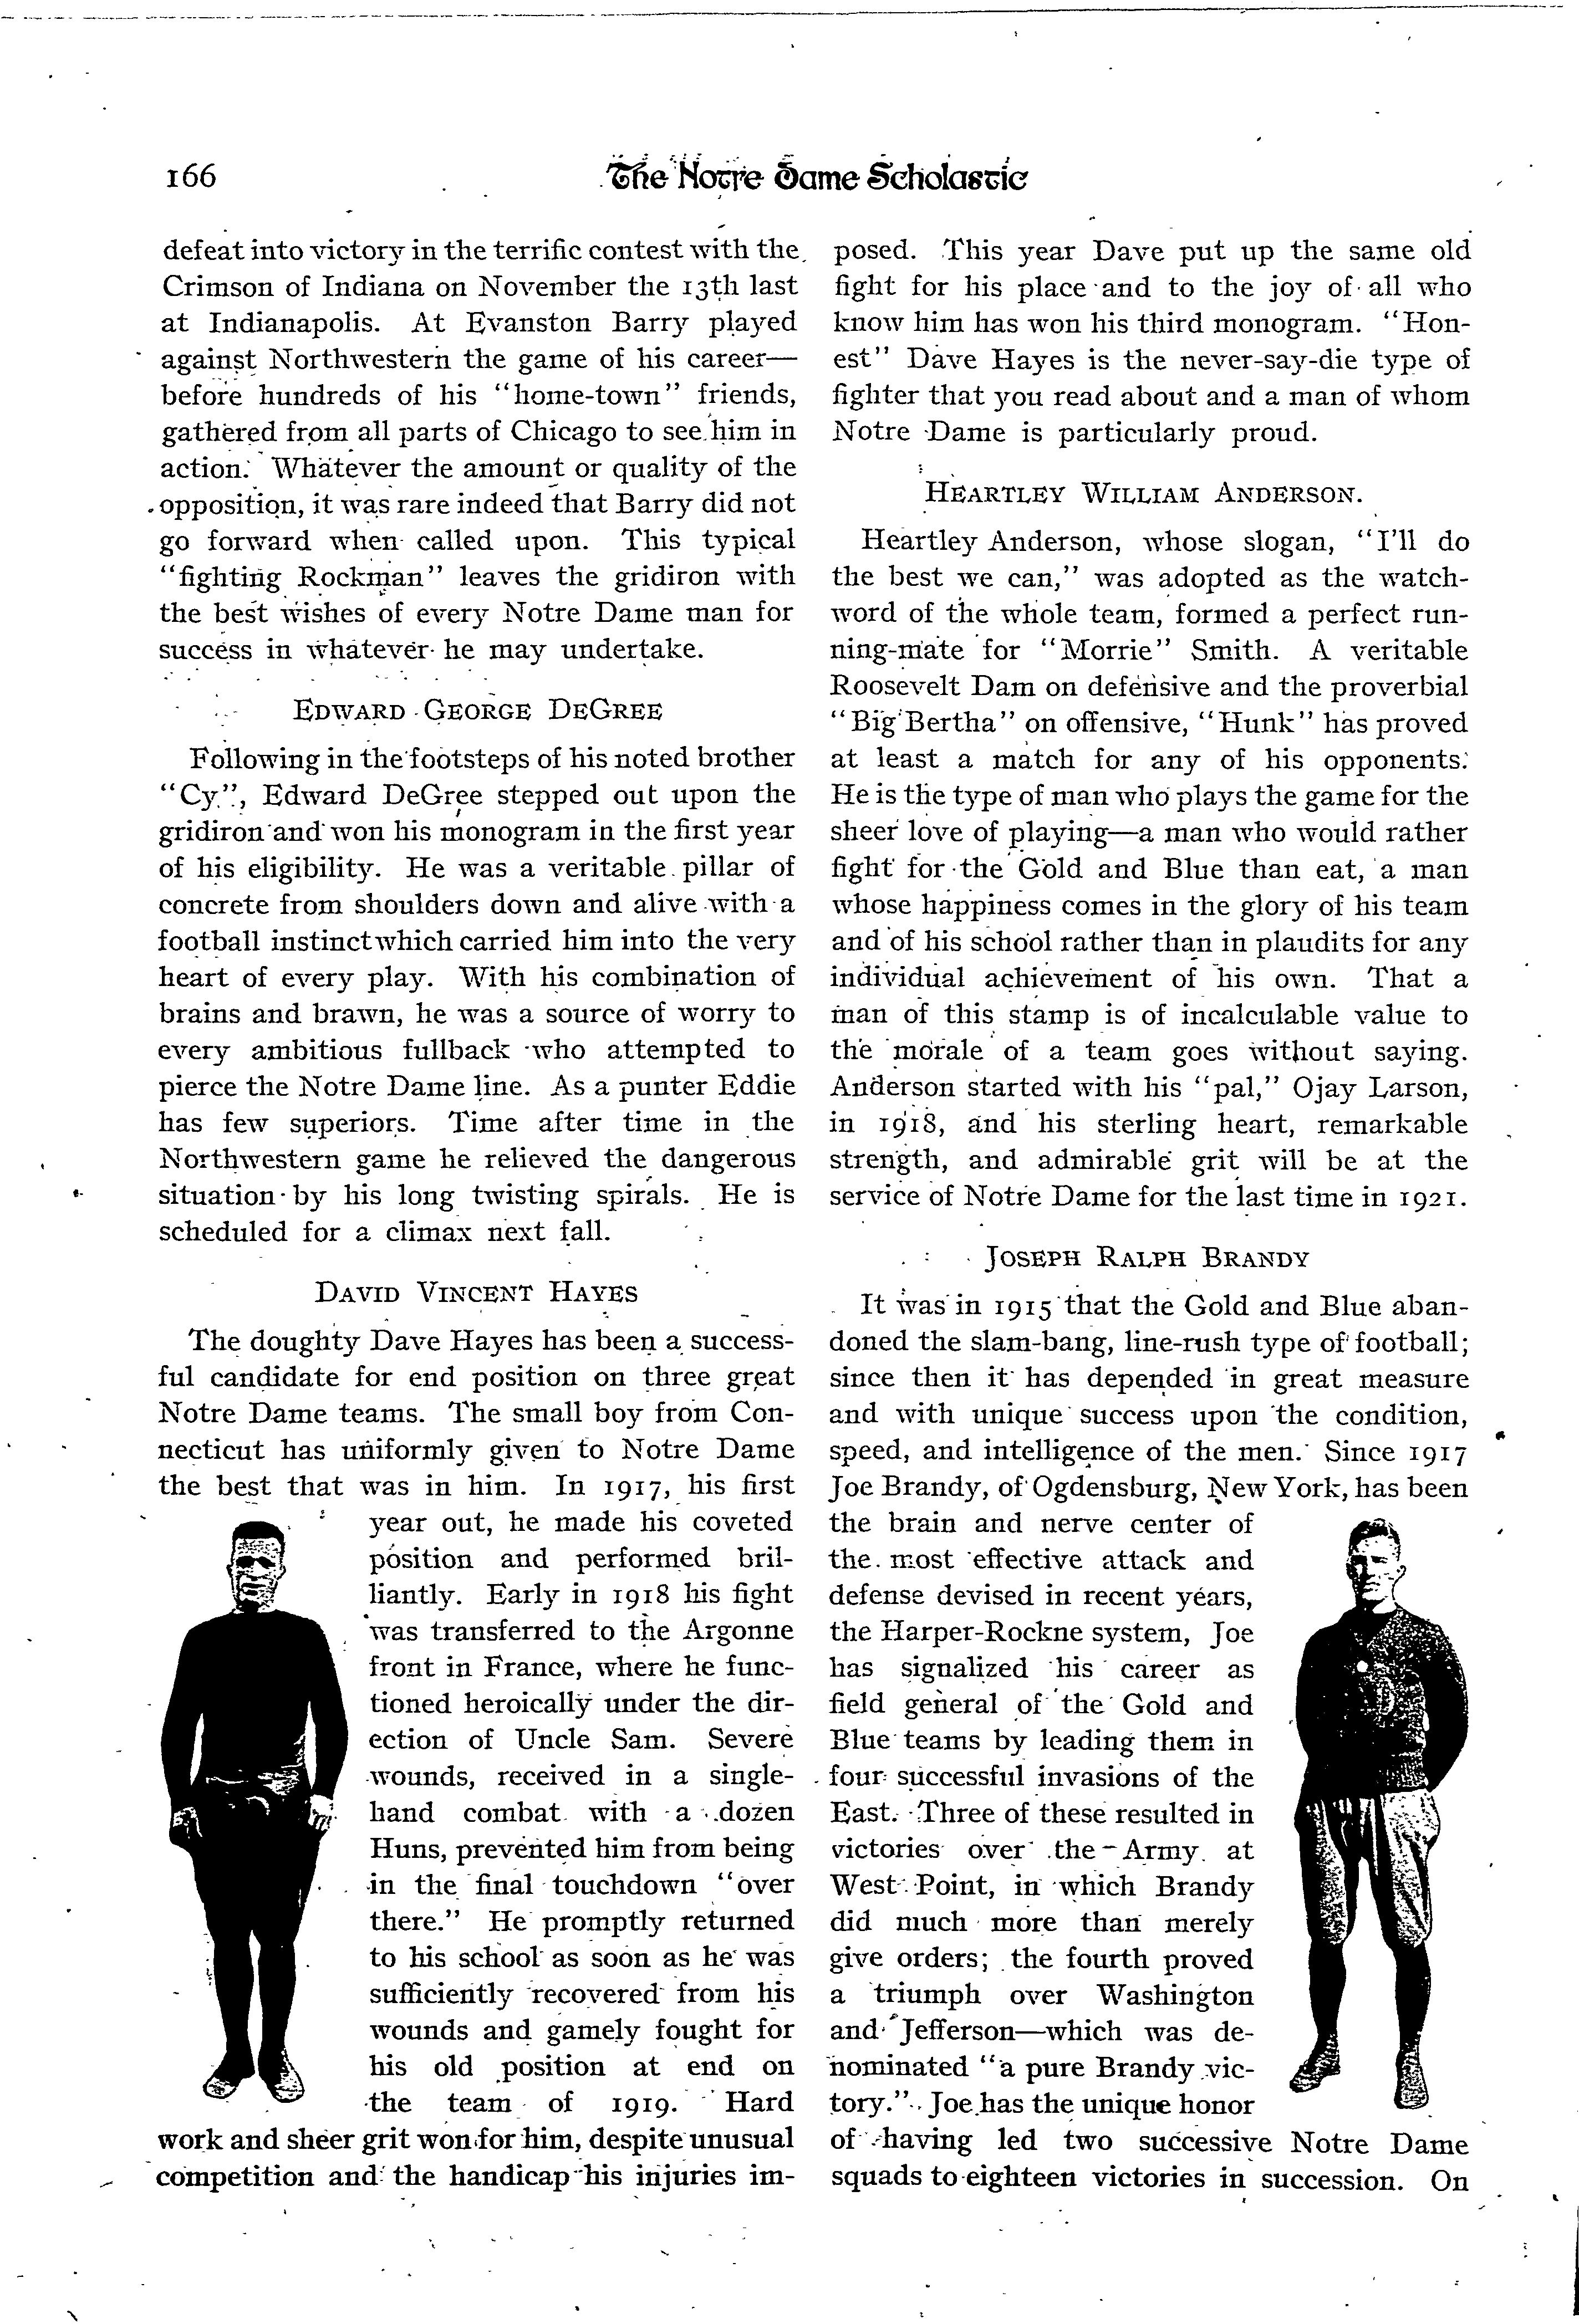 166
The Notre Dame Scholastic
defeat into victory in the terrific contest with the
Crimson of Indiana on November the 13th last
at Indianapolis. At Evanston Barry played
against Northwestern the game of his career—
before hundreds of his "home-town" friends,
gathered from all parts of Chicago to see him in
action. Whatever the amount or quality of the
opposition, it was rare indeed that Barry did not
go forward when called upon. This typical
"fighting Rockman" leaves the gridiron with
the best wishes of every Notre Dame man for
success in whatever he may undertake.
EDWARD GEORGE DEGREE
Following in the footsteps of his noted brother
"Cy", Edward DeGree stepped out upon the
gridiron and won his monogram in the first year
of his eligibility. He was a veritable pillar of
concrete from shoulders down and alive with a
football instinct which carried him into the very
heart of every play. With his combination of
brains and brawn, he was a source of worry to
every ambitious fullback who attempted to
pierce the Notre Dame line. As a punter Eddie
has few superiors. Time after time in the
Northwestern game he relieved the dangerous
situation by his long twisting spirals. He is
scheduled for a climax next fall.
DAVID VINCENT HAYES
The doughty Dave Hayes has been a success-
ful candidate for end position on three great
Notre Dame teams. The small boy from Con-
necticut has uniformly given to Notre Dame
the best that was in him. In 1917, his first
year out, he made his coveted
position and performed bril-
liantly. Early in 1918 his fight
was transferred to the Argonne
front in France, where he func-
tioned heroically under the dir-
ection of Uncle Sam. Severe
wounds, received in a single-
hand combat with a dozen
Huns, prevented him from being
in the final touchdown "over
there." He promptly returned
to his school as soon as he was
sufficiently recovered from his
wounds and gamely fought for
his old position at end on
the team of 1919. Hard
work and sheer grit won for him, despite unusual
competition and the handicap his injuries im-
posed. This year Dave put up the same old
fight for his place and to the joy of all who
know him has won his third monogram. "Hon-
est" Dave Hayes is the never-say-die type of
fighter that you read about and a man of whom
Notre Dame is particularly proud.
HEARTLEY WILLIAM ANDERSON.
Heartley Anderson, whose slogan, "I'll do
the best we can," was adopted as the watch-
word of the whole team, formed a perfect run-
ning-mate for "Morrie" Smith. A veritable
Roosevelt Dam on defensive and the proverbial
"Big Bertha" on offensive, "Hunk" has proved
at least a match for any of his opponents.
He is the type of man who plays the game for the
sheer love of playing—a man who would rather
fight for the Gold and Blue than eat, a man
whose happiness comes in the glory of his team
and of his school rather than in plaudits for any
individual achievement of his own. That a
man of this stamp is of incalculable value to
the morale of a team goes without saying.
Anderson started with his "pal," Ojay Larson,
in 1918, and his sterling heart, remarkable
strength, and admirable grit will be at the
service of Notre Dame for the last time in 1921.
JOSEPH RALPH BRANDY
It was in 1915 that the Gold and Blue aban-
doned the slam-bang, line-rush type of football;
since then it has depended in great measure
and with unique success upon the condition,
speed, and intelligence of the men. Since 1917
Joe Brandy, of Ogdensburg, New York, has been
the brain and nerve center of
the most effective attack and
defense devised in recent years,
the Harper-Rockne system, Joe
has signalized his career as
field general of the Gold and
Blue teams by leading them in
four successful invasions of the
East. Three of these resulted in
victories over the Army at
West Point, in which Brandy
did much more than merely
give orders; the fourth proved
a triumph over Washington
and Jefferson—which was de-
nominated "a pure Brandy vic-
tory." Joe has the unique honor
of having led two successive Notre Dame
squads to eighteen victories in succession. On